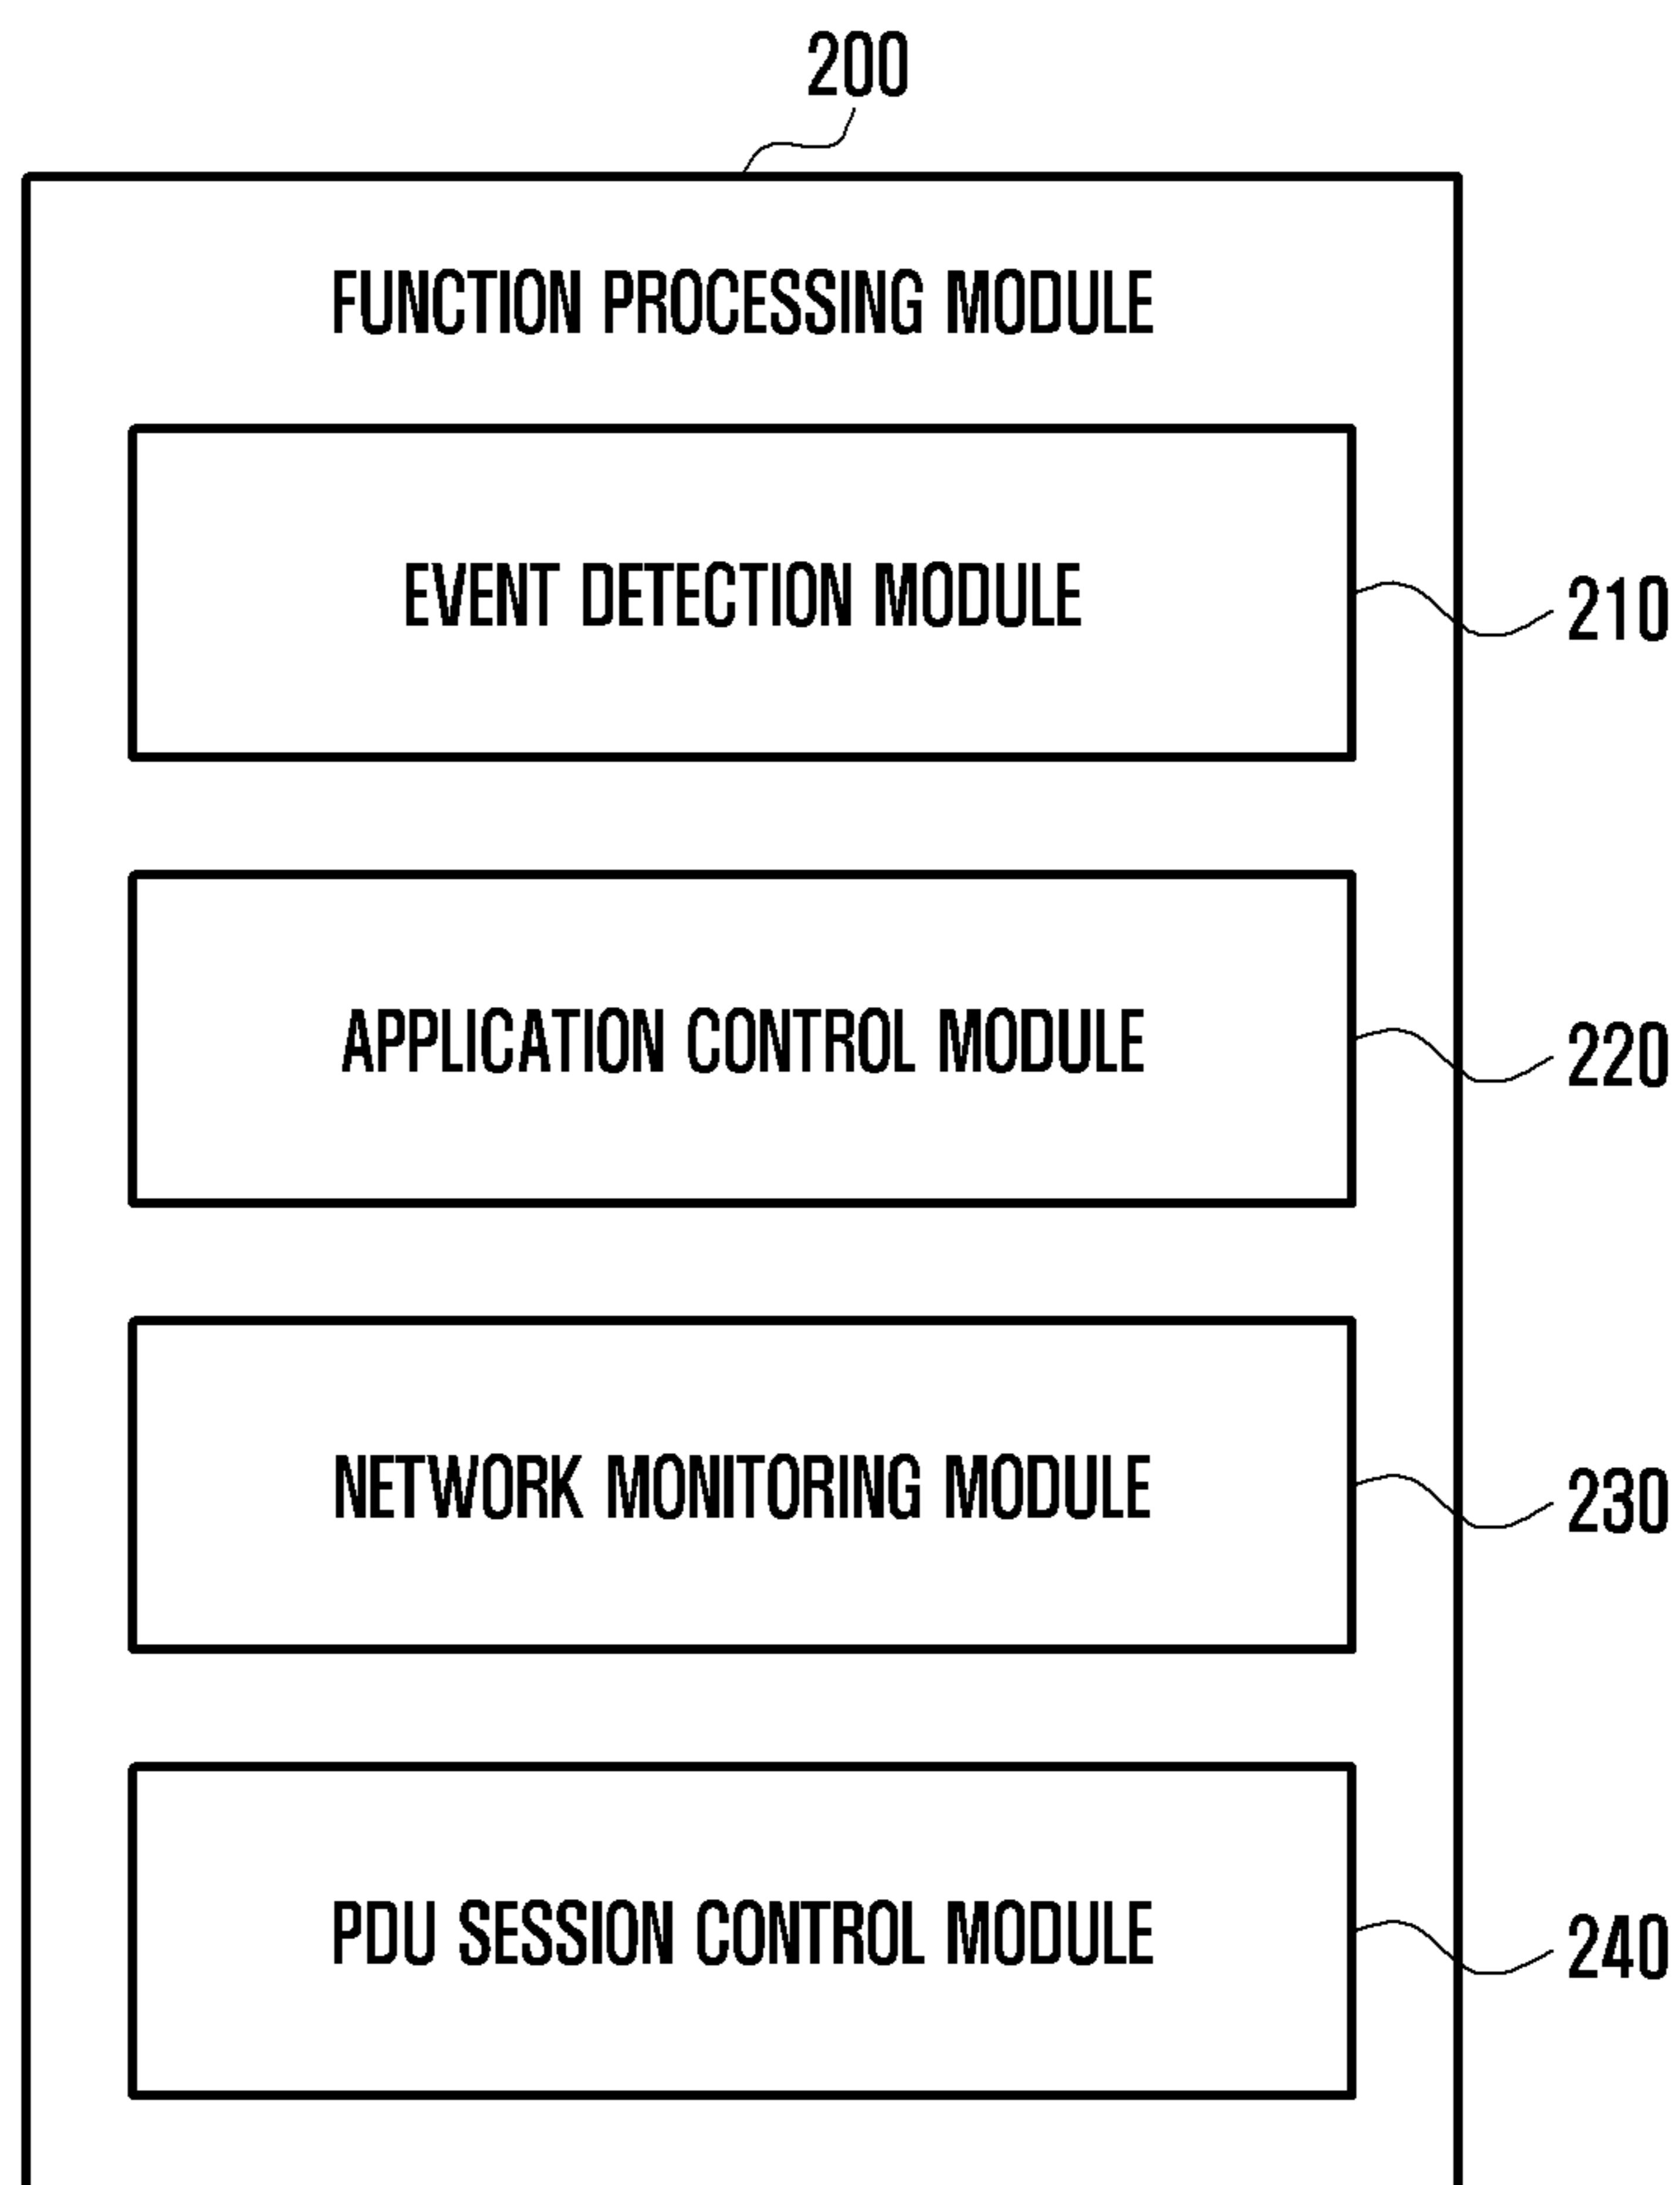 200
FUNCTION PROCESSING MODULE
EVENT DETECTION MODULE
210
APPLICATION CONTROL MODULE
220
NETWORK MONITORING MODULE
230
PDU SESSION CONTROL MODULE
240